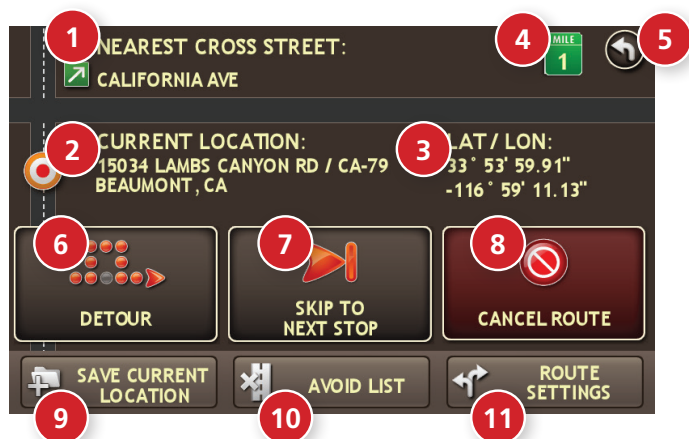 1
NEAREST CROSS STREET:
CALIFORNIA AVE
4
MILE
1
5
2
CURRENT LOCATION:
15034 LAMBS CANYON RD / CA-79
BEAUMONT, CA
3
LAT / LON:
33° 53' 59.91"
-116° 59' 11.13"
6
DETOUR
7
SKIP TO
NEXT STOP
8
CANCEL ROUTE
SAVE CURRENT
LOCATION
9
AVOID LIST
10
ROUTE
SETTINGS
11